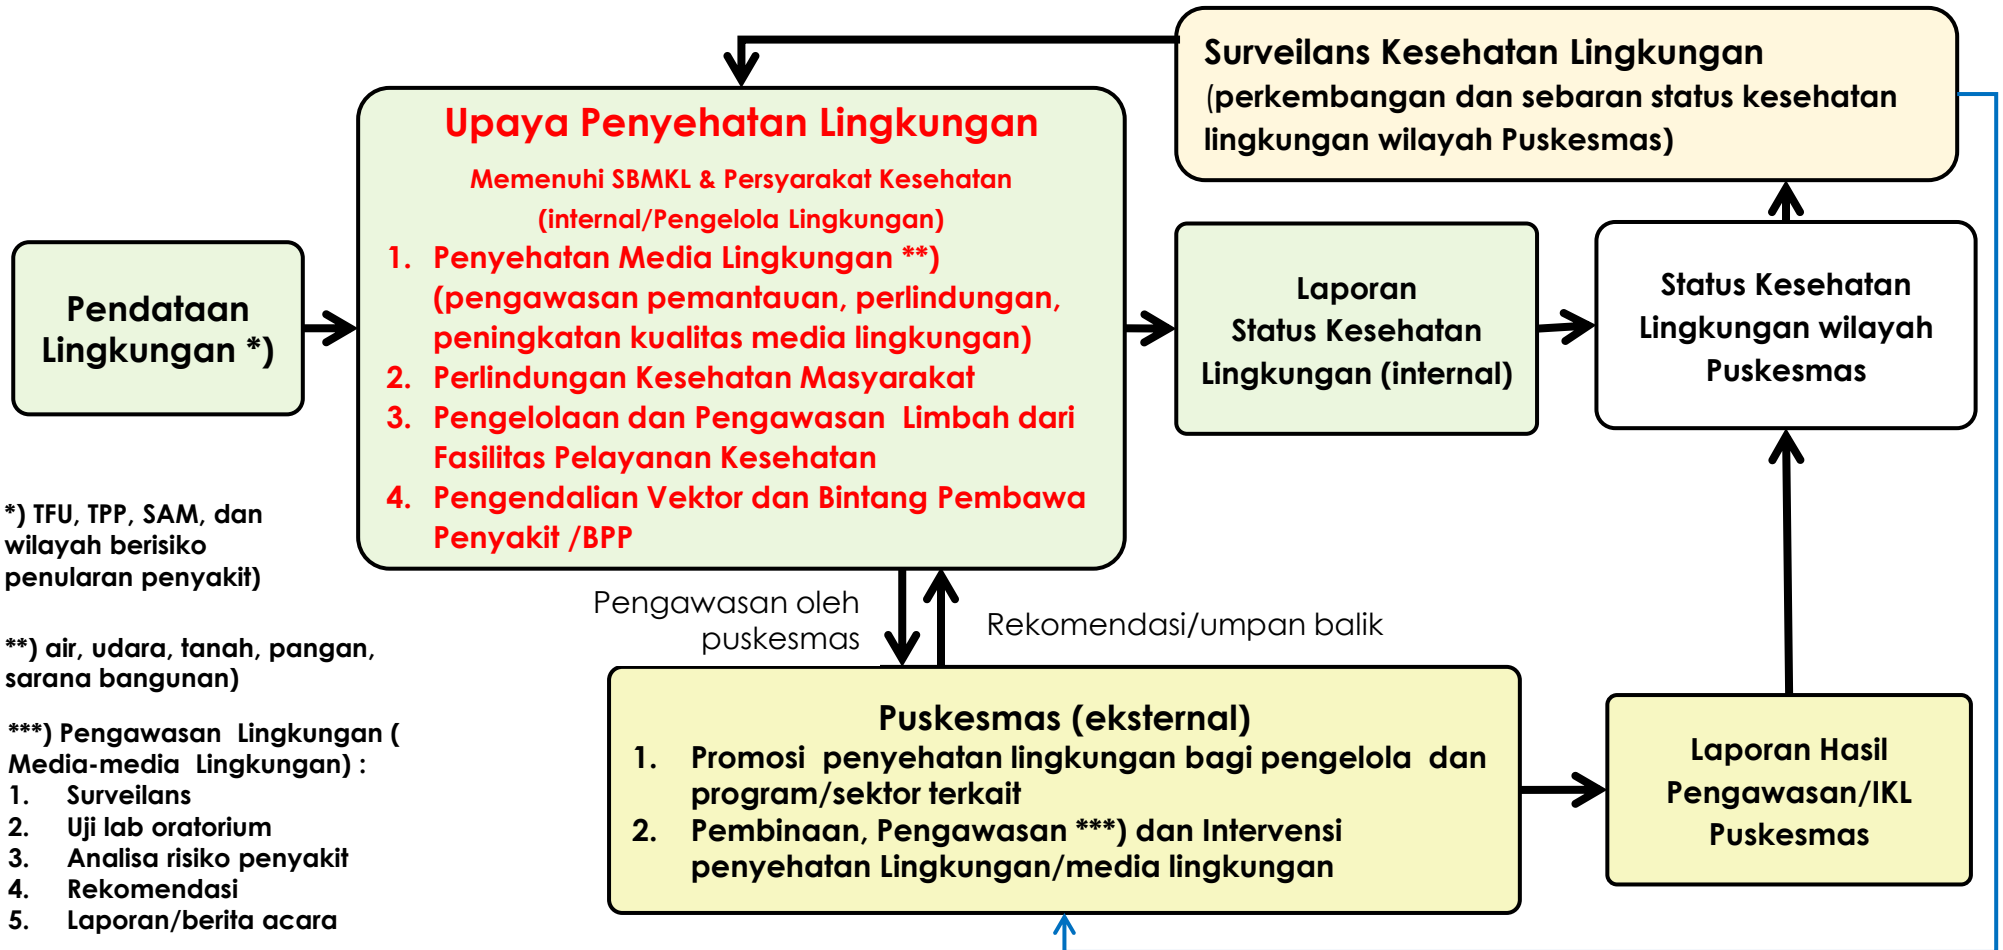 Surveilans Kesehatan Lingkungan
(perkembangan dan sebaran status kesehatan
lingkungan wilayah Puskesmas)
Upaya Penyehatan Lingkungan
Memenuhi SBMKL & Persyarakat Kesehatan
(internal/Pengelola Lingkungan)
1. Penyehatan Media Lingkungan **)
(pengawasan pemantauan, perlindungan,
peningkatan kualitas media lingkungan)
2. Perlindungan Kesehatan Masyarakat
3. Pengelolaan dan Pengawasan Limbah dari
Fasilitas Pelayanan Kesehatan
4. Pengendalian Vektor dan Bintang Pembawa
Penyakit /BPP
Pendataan
Lingkungan *)
Laporan
Status Kesehatan
Lingkungan (internal)
Status Kesehatan
Lingkungan wilayah
Puskesmas
*) TFU, TPP, SAM, dan
wilayah berisiko
penularan penyakit)
**) air, udara, tanah, pangan,
sarana bangunan)
***) Pengawasan Lingkungan (
Media-media Lingkungan) :
1. Surveilans
2. Uji lab oratorium
3. Analisa risiko penyakit
4. Rekomendasi
5. Laporan/berita acara
Pengawasan oleh
puskesmas
Rekomendasi/umpan balik
Puskesmas (eksternal)
1. Promosi penyehatan lingkungan bagi pengelola dan
program/sektor terkait
2. Pembinaan, Pengawasan ***) dan Intervensi
penyehatan Lingkungan/media lingkungan
Laporan Hasil
Pengawasan/IKL
Puskesmas